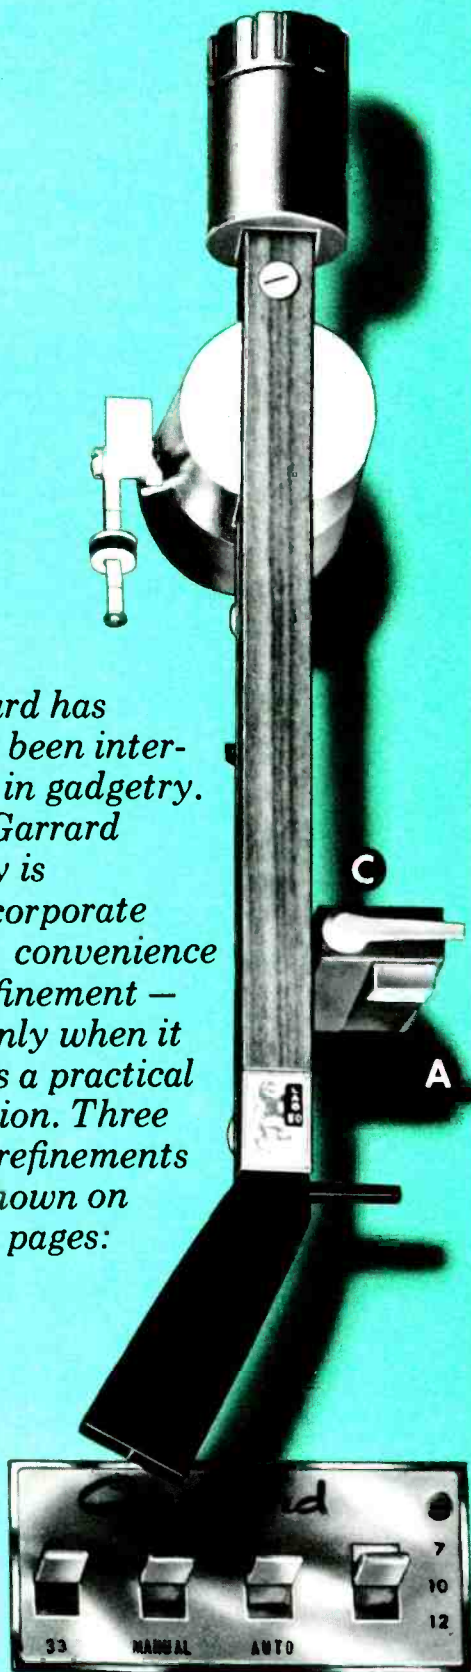 ard has
been inter-
in gadgetry.
Garrard
y is
corporate
convenience
finement —
nly when it
s a practical
ion. Three
refinements
hown on
pages:
C
A
7
10
12
33 MANUAL AUTO